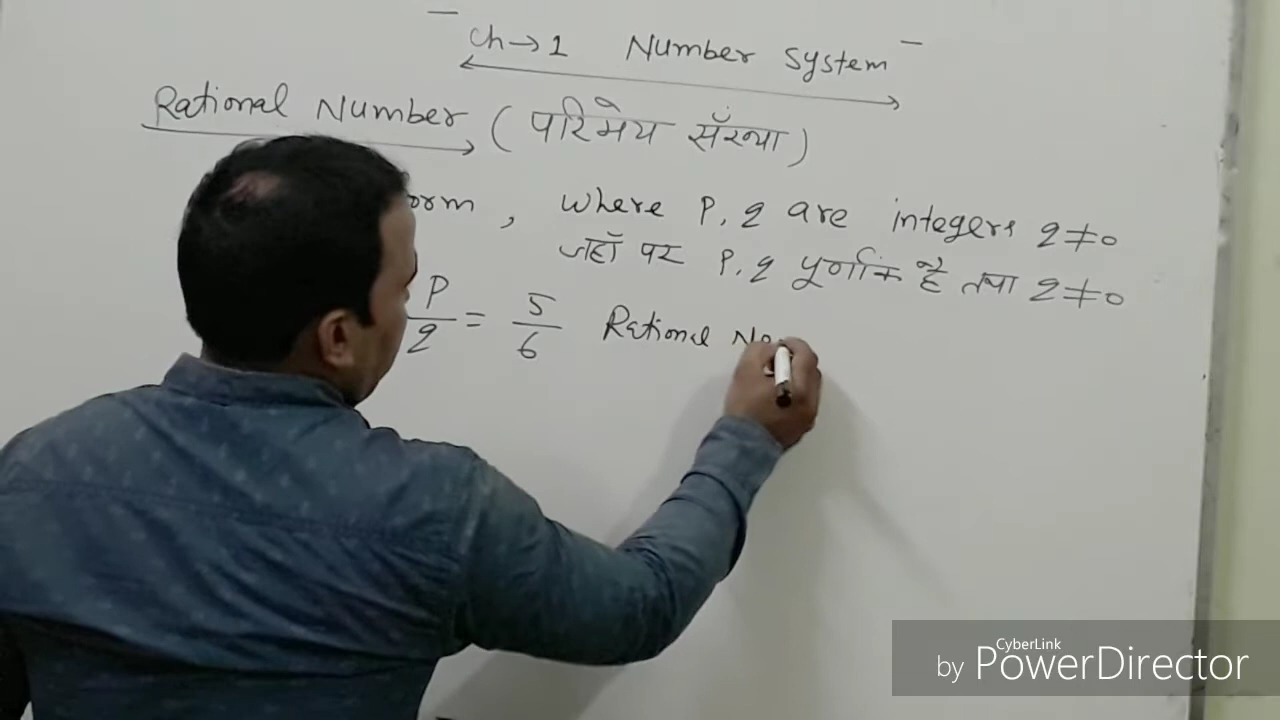 Ch→1 Number System
Rational Number (परिमेय सँख्या)
orm, where P, q are integers q≠0
जहाँ पर P, q पूर्णांक है तथा q≠0
P/q = 5/6 Rational No
CyberLink
by PowerDirector